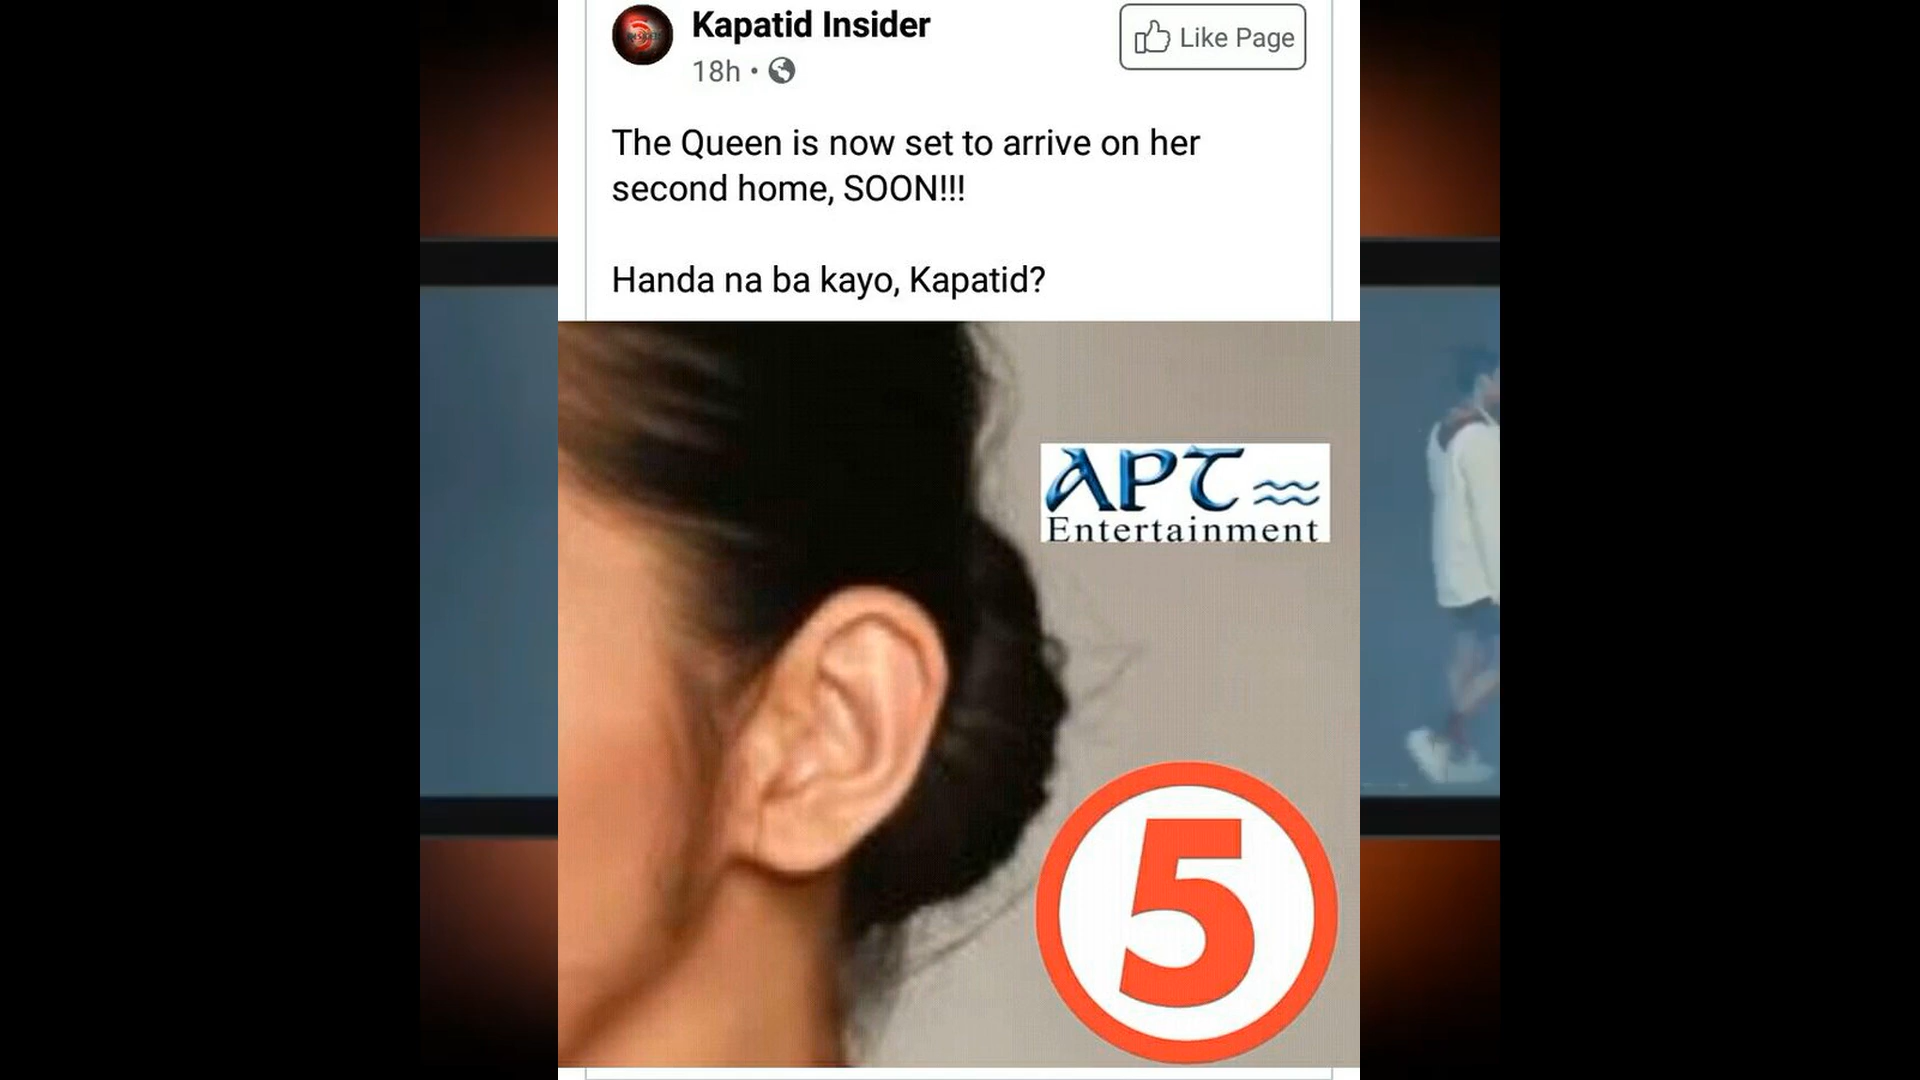 Kapatid Insider
Like Page
18h •
The Queen is now set to arrive on her
second home, SOON!!!
Handa na ba kayo, Kapatid?
APT
Entertainment
5